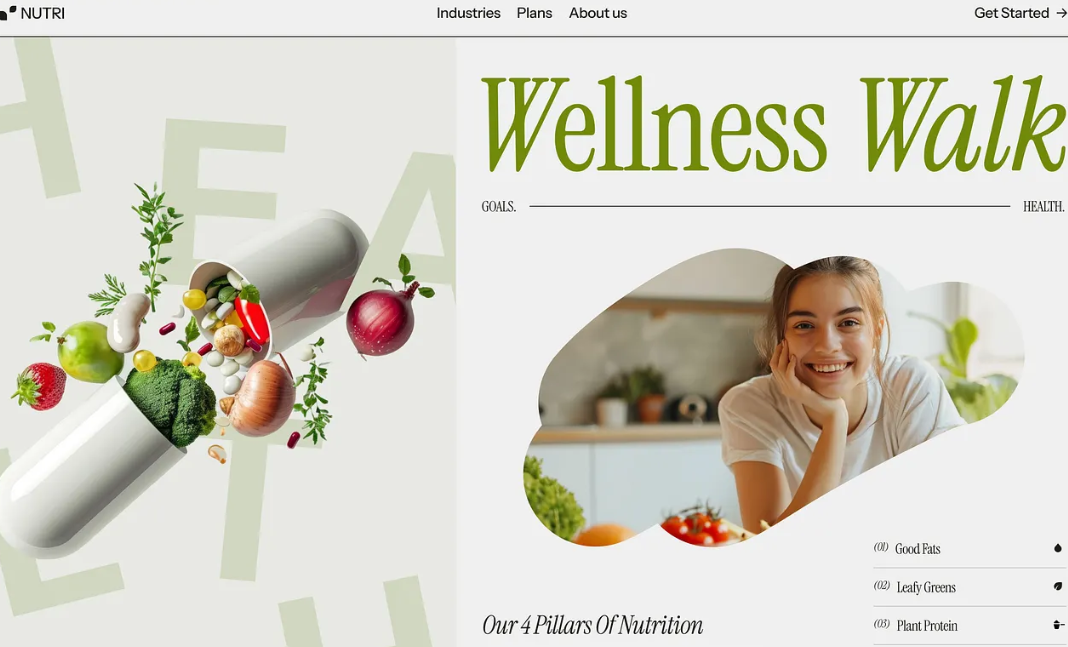 NUTRI
Industries Plans About us
Get Started →
HEALTH
Wellness Walk
GOALS.
HEALTH.
(01) Good Fats
(02) Leafy Greens
(03) Plant Protein
Our 4 Pillars Of Nutrition